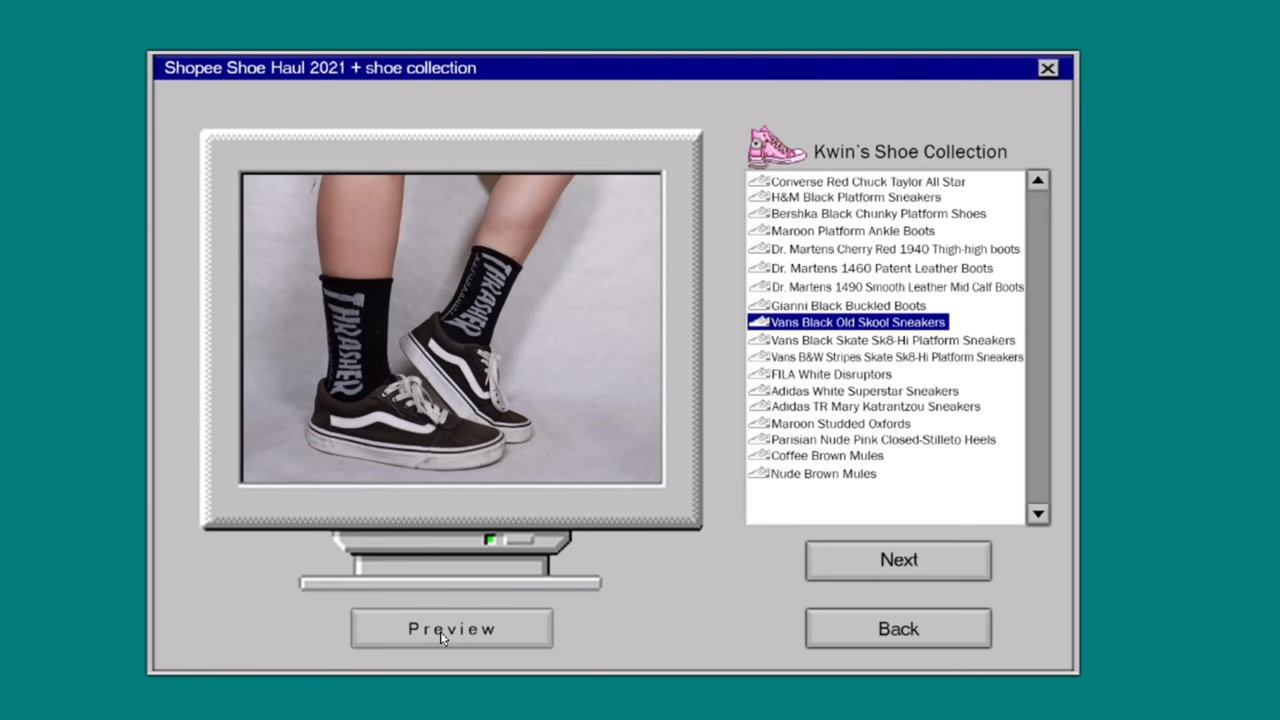 Shopee Shoe Haul 2021 + shoe collection
Kwin's Shoe Collection
Converse Red Chuck Taylor All Star
H&M Black Platform Sneakers
Bershka Black Chunky Platform Shoes
Maroon Platform Ankle Boots
Dr. Martens Cherry Red 1940 Thigh-high boots
Dr. Martens 1460 Patent Leather Boots
Dr. Martens 1490 Smooth Leather Mid Calf Boots
Gianni Black Buckled Boots
Vans Black Old Skool Sneakers
Vans Black Skate Sk8-Hi Platform Sneakers
Vans B&W Stripes Skate Sk8-Hi Platform Sneakers
FILA White Disruptors
Adidas White Superstar Sneakers
Adidas TR Mary Katrantzou Sneakers
Maroon Studded Oxfords
Parisian Nude Pink Closed-Stilleto Heels
Coffee Brown Mules
Nude Brown Mules
THRASHER
THRASHER
THRASHER
Next
Preview
Back